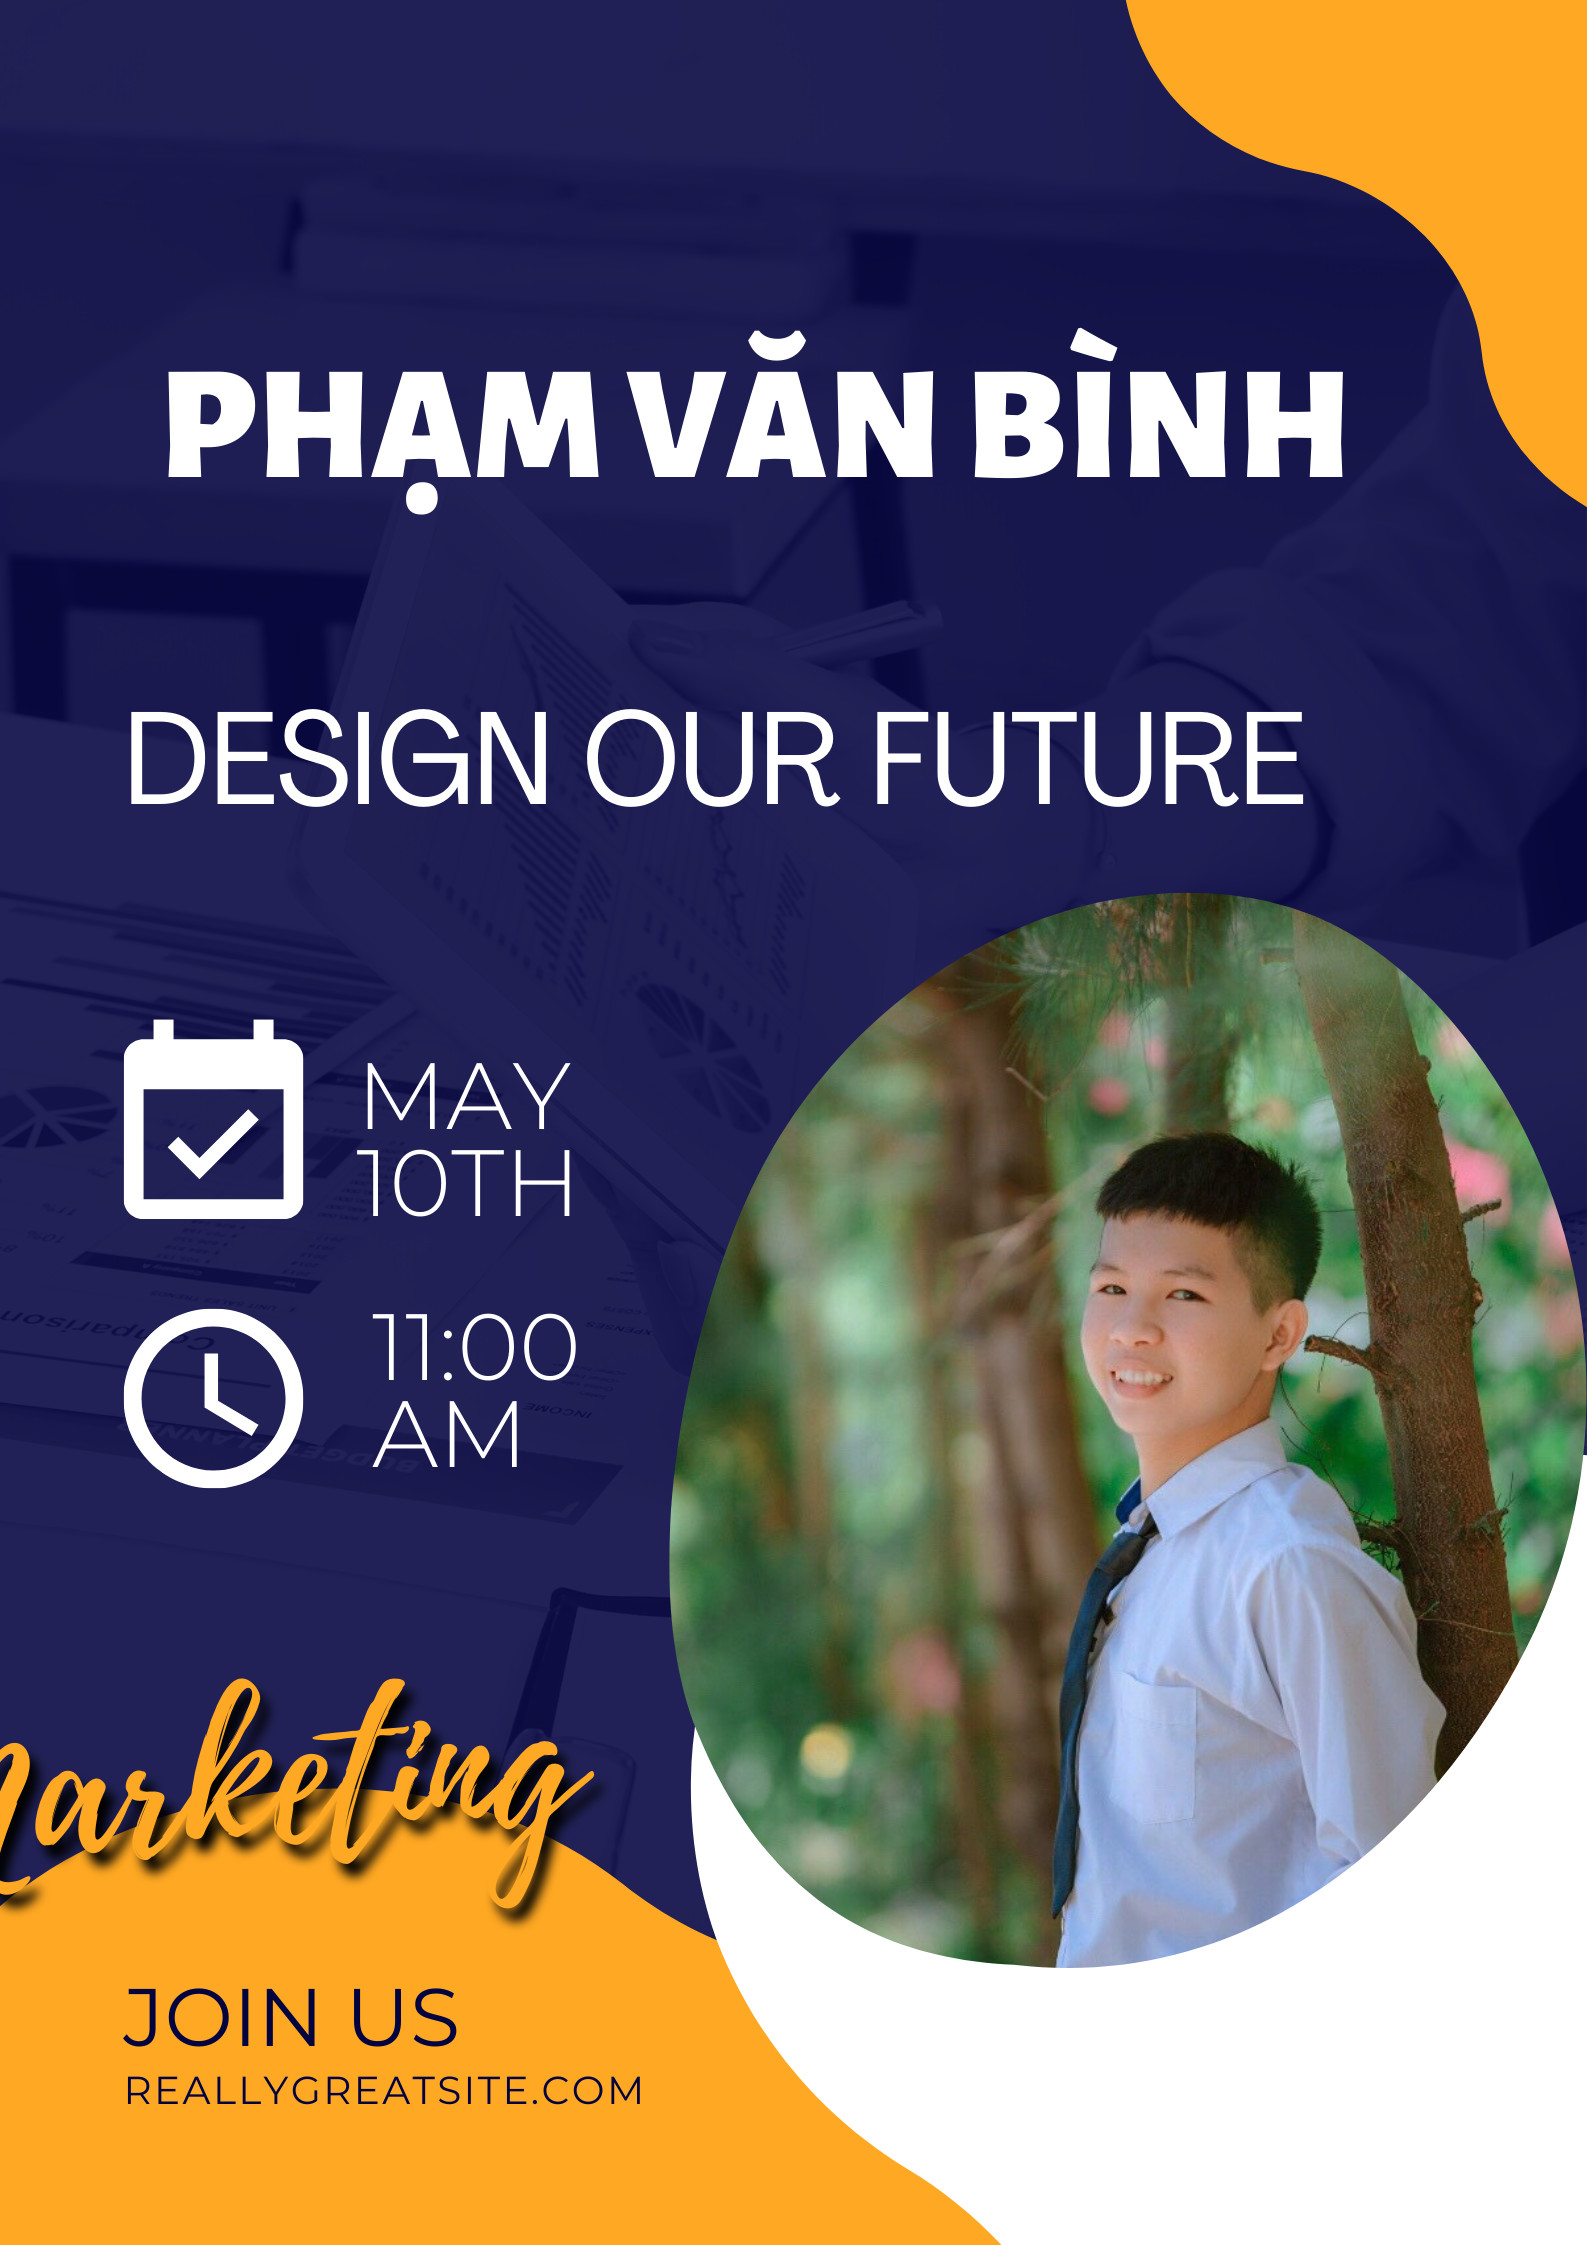 PHẠM VĂN BÌNH
DESIGN OUR FUTURE
MAY
10TH
11:00
AM
Marketing
JOIN US
REALLYGREATSITE.COM